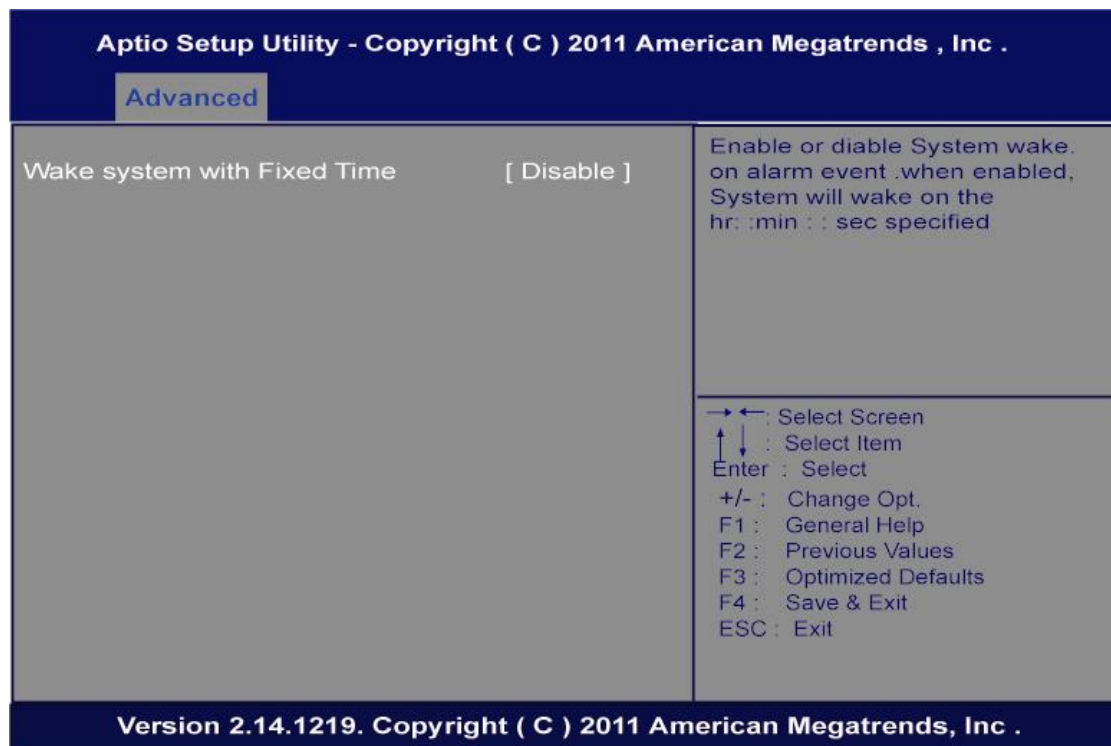 Aptio Setup Utility - Copyright ( C ) 2011 American Megatrends , Inc .
Advanced
Wake system with Fixed Time [ Disable ]
Enable or diable System wake.
on alarm event .when enabled,
System will wake on the
hr: :min : : sec specified
→ ←: Select Screen
↑ ↓ : Select Item
Enter : Select
+/- : Change Opt.
F1 : General Help
F2 : Previous Values
F3 : Optimized Defaults
F4 : Save & Exit
ESC : Exit
Version 2.14.1219. Copyright ( C ) 2011 American Megatrends, Inc .